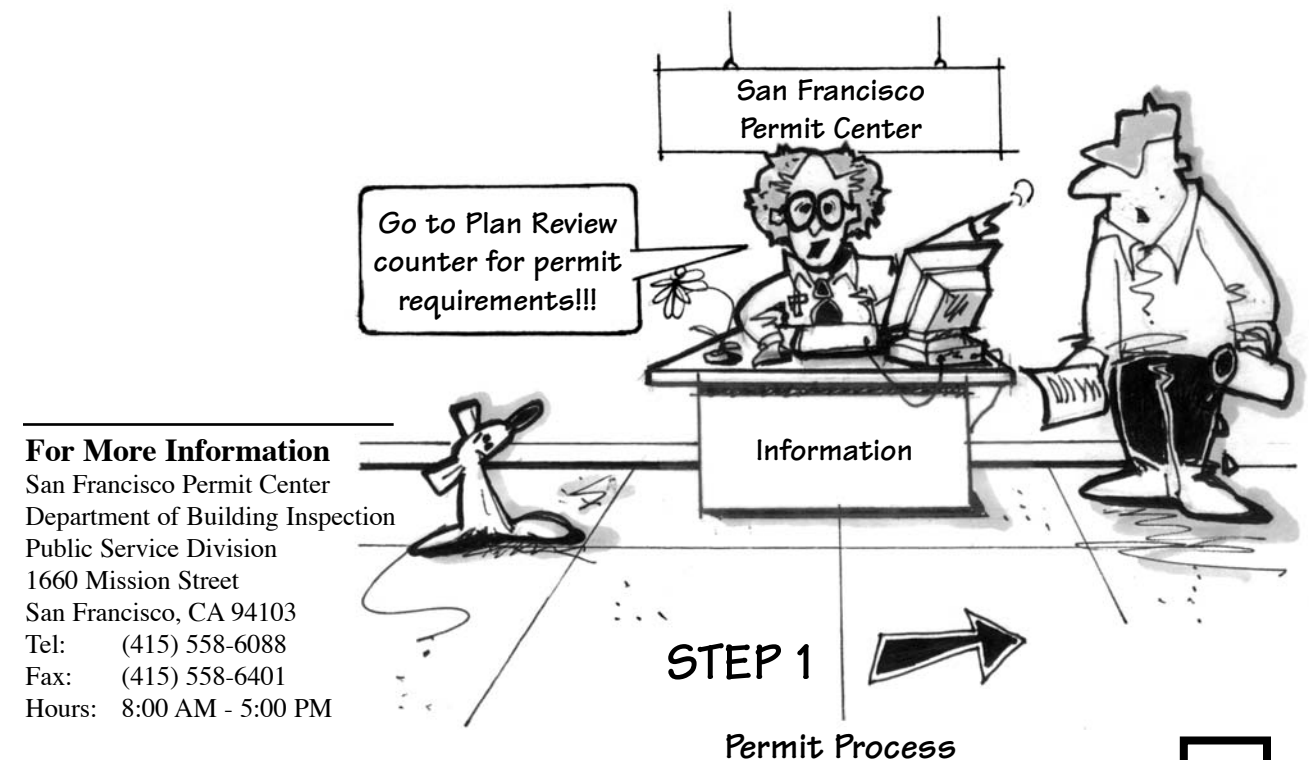 San Francisco
Permit Center
Go to Plan Review
counter for permit
requirements!!!
Information
For More Information
San Francisco Permit Center
Department of Building Inspection
Public Service Division
1660 Mission Street
San Francisco, CA 94103
Tel: (415) 558-6088
Fax: (415) 558-6401
Hours: 8:00 AM - 5:00 PM
STEP 1
Permit Process